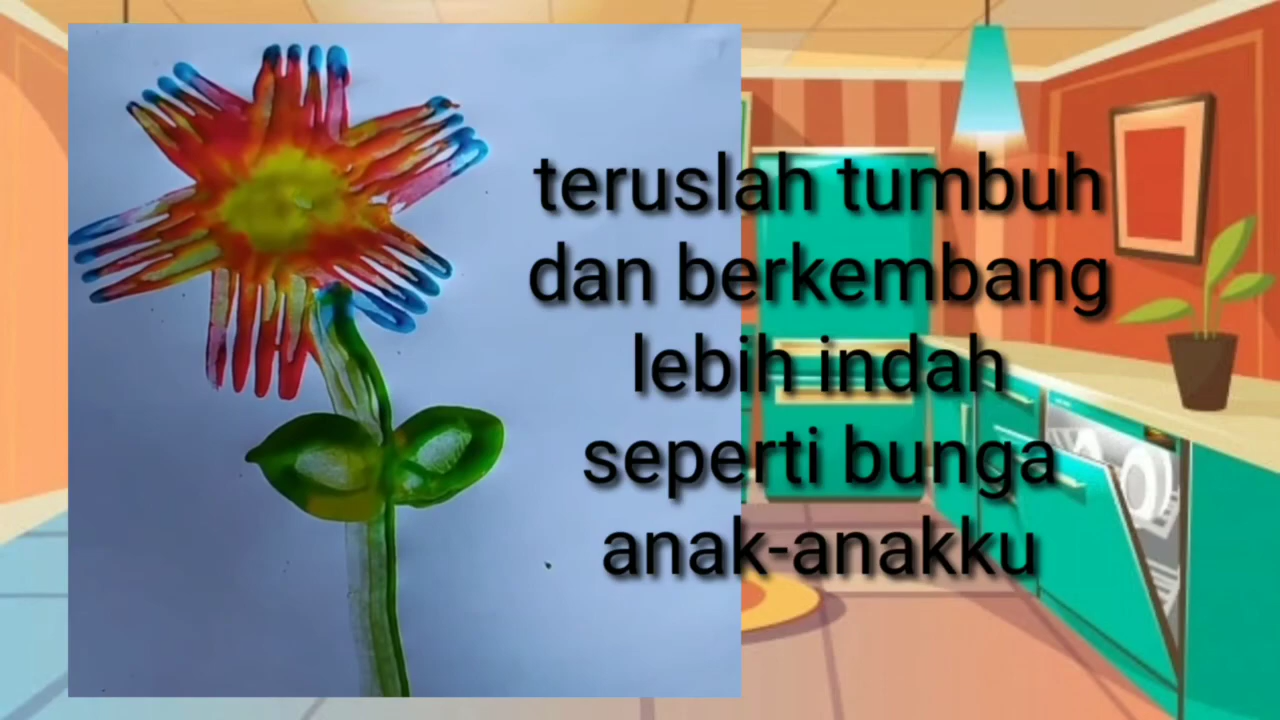 teruslah tumbuh
dan berkembang
lebih indah
seperti bunga
anak-anakku